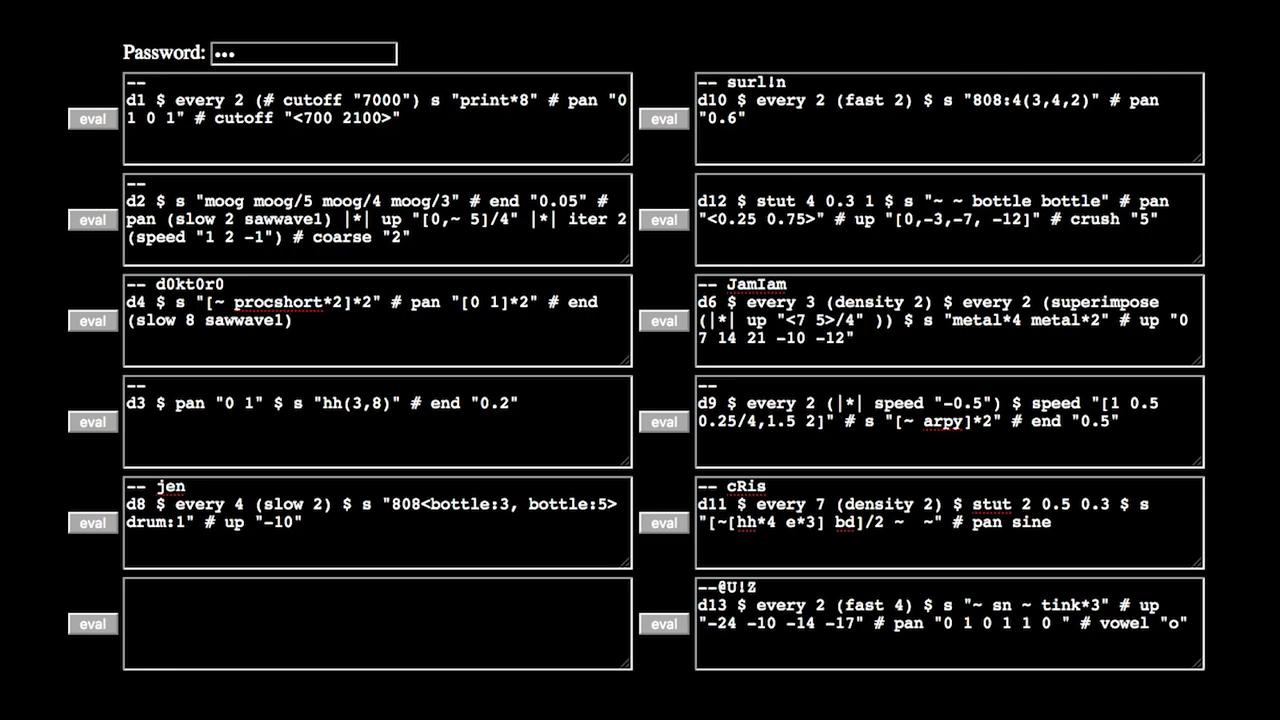 Password: •••
--
d1 $ every 2 (# cutoff "7000") s "print*8" # pan "0
1 0 1" # cutoff "<700 2100>"
eval
-- surl!n
d10 $ every 2 (fast 2) $ s "808:4(3,4,2)" # pan
"0.6"
eval
--
d2 $ s "moog moog/5 moog/4 moog/3" # end "0.05" #
pan (slow 2 sawwave1) |*| up "[0,~ 5]/4" |*| iter 2
(speed "1 2 -1") # coarse "2"
eval
d12 $ stut 4 0.3 1 $ s "~ ~ bottle bottle" # pan
"<0.25 0.75>" # up "[0,-3,-7, -12]" # crush "5"
eval
-- d0kt0r0
d4 $ s "[~ procshort*2]*2" # pan "[0 1]*2" # end
(slow 8 sawwave1)
eval
-- JamIam
d6 $ every 3 (density 2) $ every 2 (superimpose
(|*| up "<7 5>/4" )) $ s "metal*4 metal*2" # up "0
7 14 21 -10 -12"
eval
--
d3 $ pan "0 1" $ s "hh(3,8)" # end "0.2"
eval
--
d9 $ every 2 (|*| speed "-0.5") $ speed "[1 0.5
0.25/4,1.5 2]" # s "[~ arpy]*2" # end "0.5"
eval
-- jen
d8 $ every 4 (slow 2) $ s "808<bottle:3, bottle:5>
drum:1" # up "-10"
eval
-- cRis
d11 $ every 7 (density 2) $ stut 2 0.5 0.3 $ s
"[~[hh*4 e*3] bd]/2 ~  ~" # pan sine
eval
eval
--@U!Z
d13 $ every 2 (fast 4) $ s "~ sn ~ tink*3" # up
"-24 -10 -14 -17" # pan "0 1 0 1 1 0 " # vowel "o"
eval